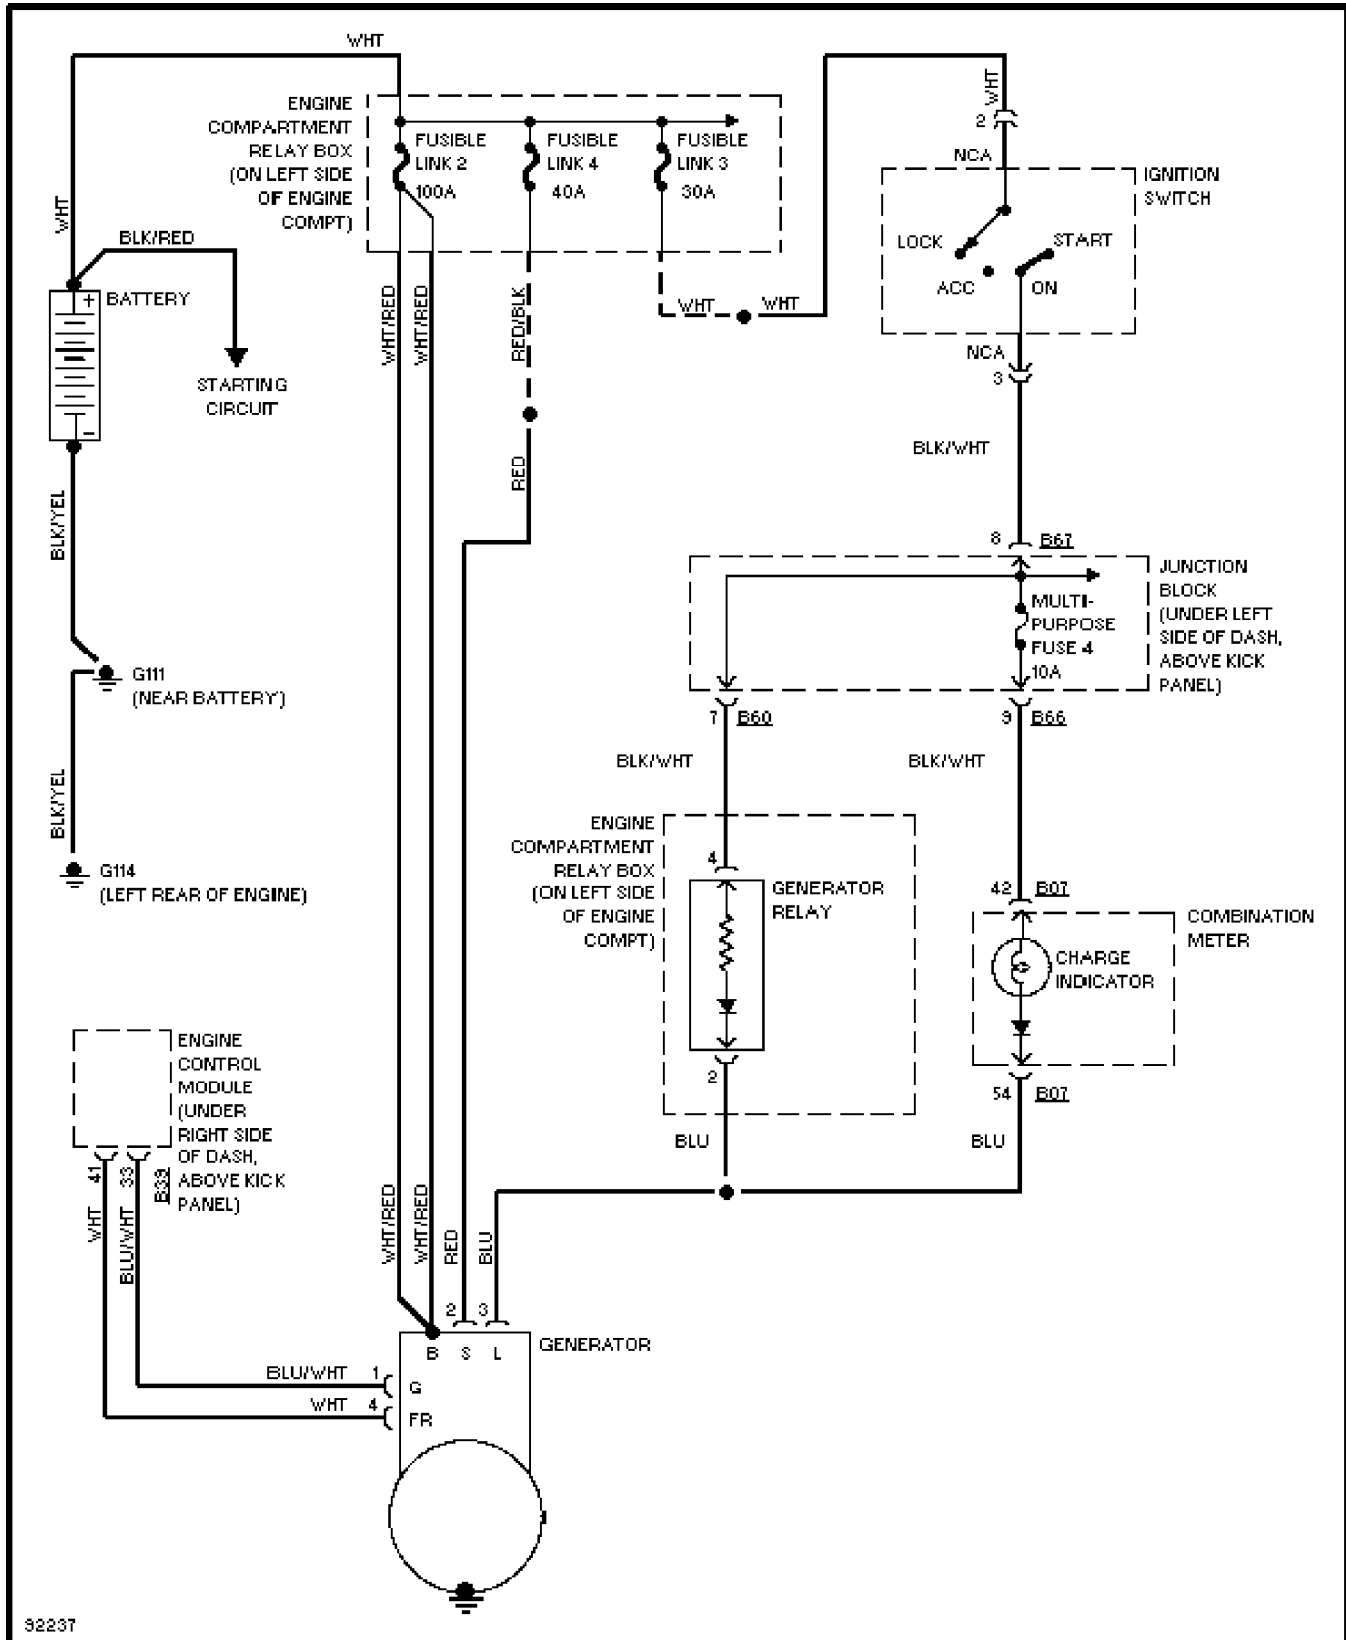 WHT
ENGINE
COMPARTMENT
RELAY BOX
(ON LEFT SIDE
OF ENGINE
COMPT)
FUSIBLE
LINK 2
100A
FUSIBLE
LINK 4
40A
FUSIBLE
LINK 3
30A
WHT
2
NCA
IGNITION
SWITCH
LOCK
START
ACC
ON
NCA
3
WHT
BLK/RED
+
BATTERY
−
STARTING
CIRCUIT
WHT/RED
WHT/RED
RED/BLK
WHT
WHT
RED
BLK/WHT
BLK/YEL
8
B67
JUNCTION
BLOCK
(UNDER LEFT
SIDE OF DASH,
ABOVE KICK
PANEL)
MULTI-
PURPOSE
FUSE 4
10A
G111
(NEAR BATTERY)
7
B60
9
B66
BLK/WHT
BLK/WHT
BLK/YEL
G114
(LEFT REAR OF ENGINE)
ENGINE
COMPARTMENT
RELAY BOX
(ON LEFT SIDE
OF ENGINE
COMPT)
4
GENERATOR
RELAY
2
42
B07
COMBINATION
METER
CHARGE
INDICATOR
54
B07
BLU
BLU
ENGINE
CONTROL
MODULE
(UNDER
RIGHT SIDE
OF DASH,
ABOVE KICK
PANEL)
41
33
B39
WHT
BLU/WHT
WHT/RED
WHT/RED
RED
BLU
2
3
B
S
L
GENERATOR
BLU/WHT
1
G
WHT
4
FR
92237